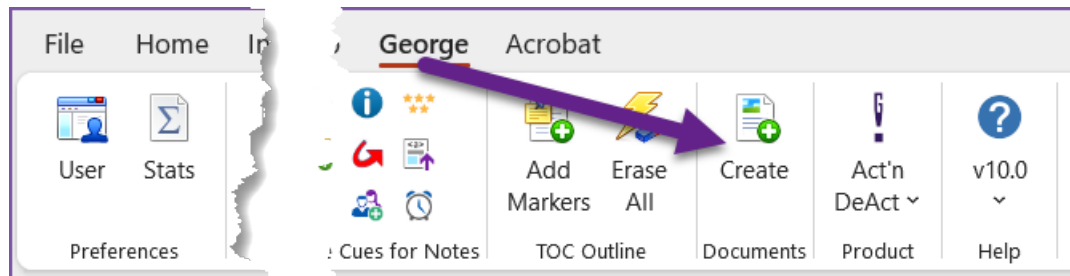 File Home In George Acrobat
User Stats Add Erase Create Act'n v10.0
Markers All DeAct
Preferences Cues for Notes TOC Outline Documents Product Help